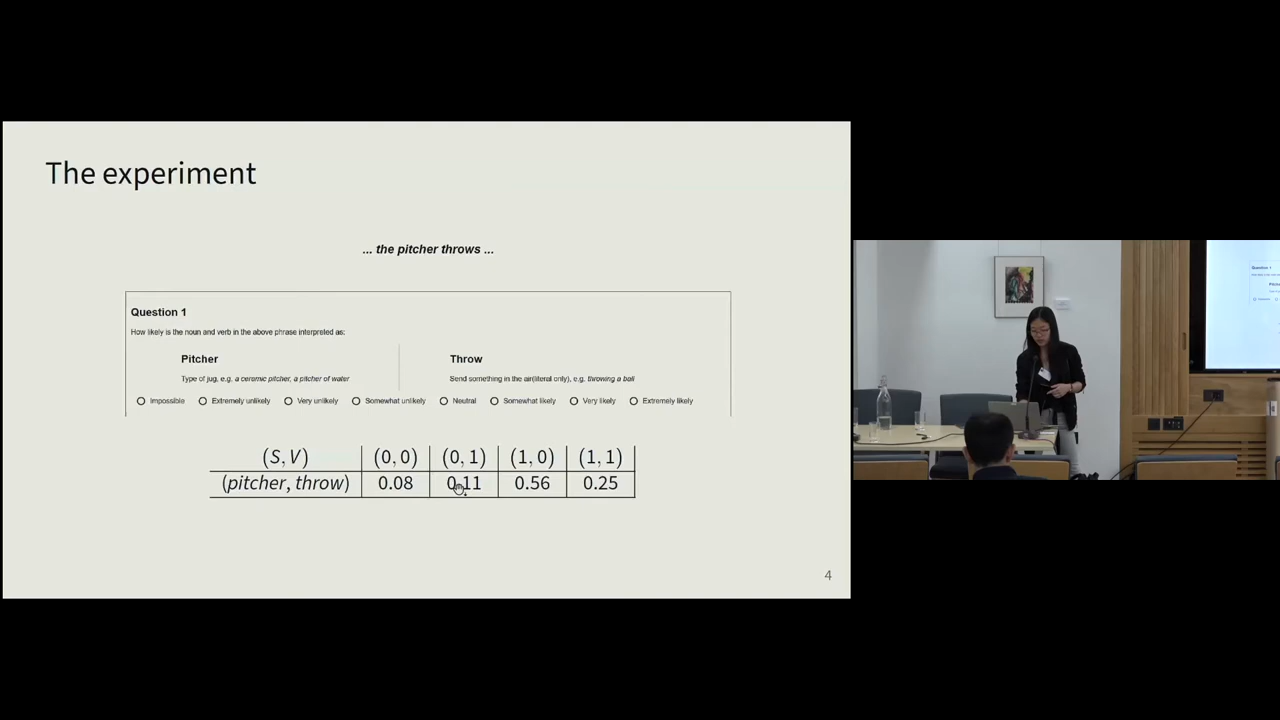 The experiment
... the pitcher throws ...
Question 1
How likely is the noun and verb in the above phrase interpreted as:
Pitcher Throw
Type of jug, e.g. a ceramic pitcher, a pitcher of water Send something in the air(literal only), e.g. throwing a ball
Impossible Extremely unlikely Very unlikely Somewhat unlikely Neutral Somewhat likely Very likely Extremely likely
(S, V) (0, 0) (0, 1) (1, 0) (1, 1)
(pitcher, throw) 0.08 0.11 0.56 0.25
4
Question 1